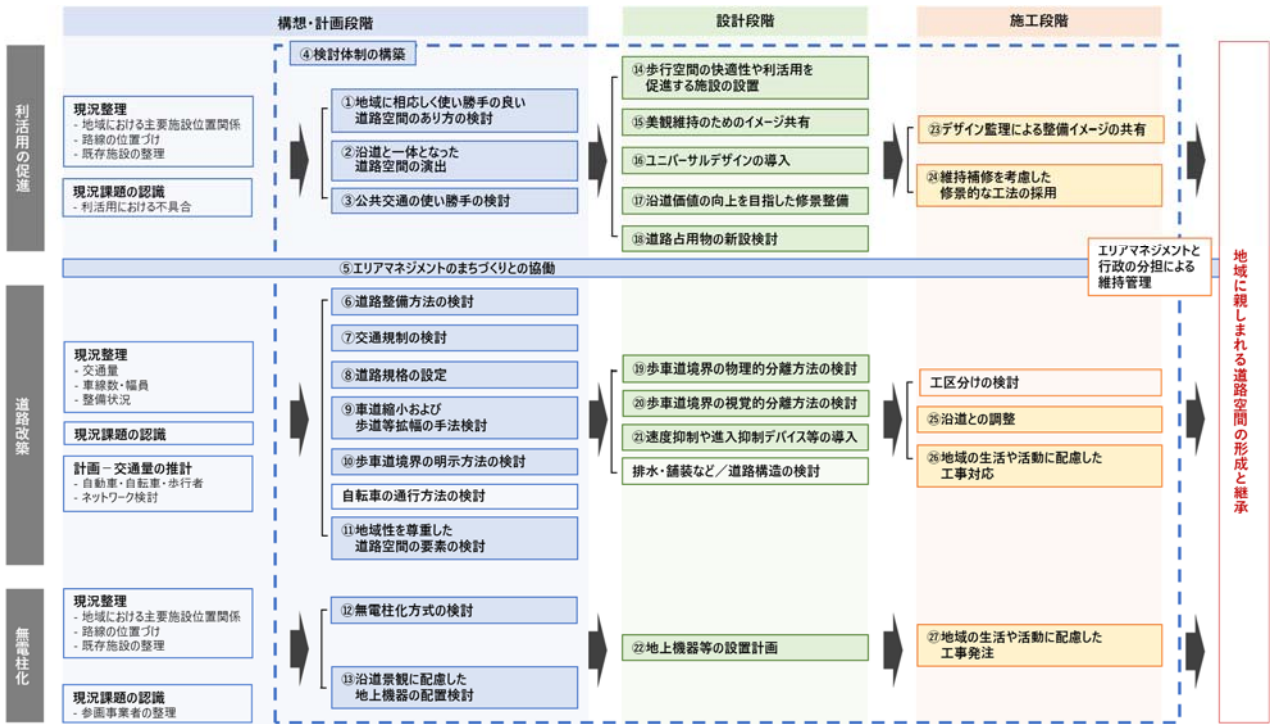 構想・計画段階
設計段階
施工段階
利活用の促進
現況整理
- 地域における主要施設位置関係
- 路線の位置づけ
- 既存施設の整理
現況課題の認識
- 利活用における不具合
④検討体制の構築
①地域に相応しく使い勝手の良い
道路空間のあり方の検討
②沿道と一体となった
道路空間の演出
③公共交通の使い勝手の検討
⑭歩行空間の快適性や利活用を
促進する施設の設置
⑮美観維持のためのイメージ共有
⑯ユニバーサルデザインの導入
⑰沿道価値の向上を目指した修景整備
⑱道路占用物の新設検討
㉓デザイン監理による整備イメージの共有
㉔維持補修を考慮した
修景的な工法の採用
⑤エリアマネジメントのまちづくりとの協働
エリアマネジメントと
行政の分担による
維持管理
道路改築
現況整理
- 交通量
- 車線数・幅員
- 整備状況
現況課題の認識
計画－交通量の推計
- 自動車・自転車・歩行者
- ネットワーク検討
⑥道路整備方法の検討
⑦交通規制の検討
⑧道路規格の設定
⑨車道縮小および
歩道等拡幅の手法検討
⑩歩車道境界の明示方法の検討
自転車の通行方法の検討
⑪地域性を尊重した
道路空間の要素の検討
⑲歩車道境界の物理的分離方法の検討
⑳歩車道境界の視覚的分離方法の検討
㉑速度抑制や進入抑制デバイス等の導入
排水・舗装など／道路構造の検討
工区分けの検討
㉕沿道との調整
㉖地域の生活や活動に配慮した
工事対応
無電柱化
現況整理
- 地域における主要施設位置関係
- 路線の位置づけ
- 既存施設の整理
現況課題の認識
- 参画事業者の整理
⑫無電柱化方式の検討
⑬沿道景観に配慮した
地上機器の配置検討
㉒地上機器等の設置計画
㉗地域の生活や活動に配慮した
工事発注
地域に親しまれる道路空間の形成と継承